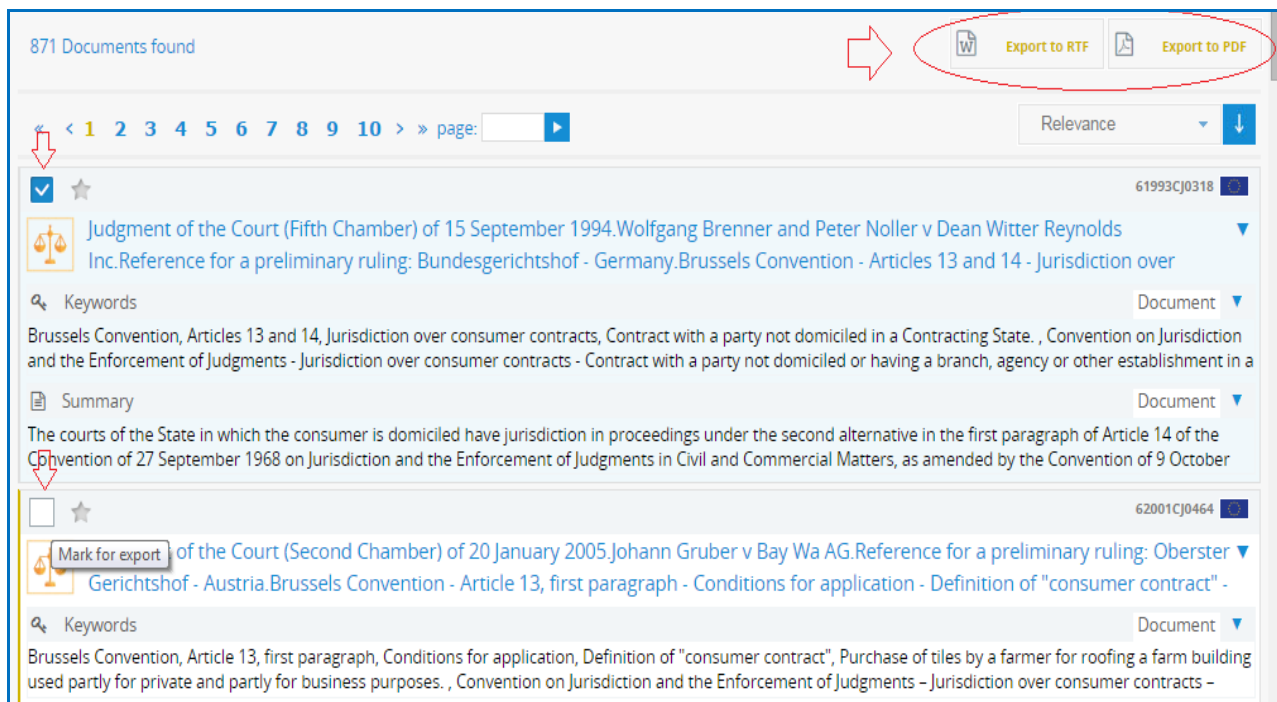 871 Documents found
Export to RTF Export to PDF
« < 1 2 3 4 5 6 7 8 9 10 > » page:
Relevance
61993CJ0318
Judgment of the Court (Fifth Chamber) of 15 September 1994.Wolfgang Brenner and Peter Noller v Dean Witter Reynolds
Inc.Reference for a preliminary ruling: Bundesgerichtshof - Germany.Brussels Convention - Articles 13 and 14 - Jurisdiction over
Keywords Document
Brussels Convention, Articles 13 and 14, Jurisdiction over consumer contracts, Contract with a party not domiciled in a Contracting State. , Convention on Jurisdiction
and the Enforcement of Judgments - Jurisdiction over consumer contracts - Contract with a party not domiciled or having a branch, agency or other establishment in a
Summary Document
The courts of the State in which the consumer is domiciled have jurisdiction in proceedings under the second alternative in the first paragraph of Article 14 of the
Convention of 27 September 1968 on Jurisdiction and the Enforcement of Judgments in Civil and Commercial Matters, as amended by the Convention of 9 October
62001CJ0464
Mark for export
of the Court (Second Chamber) of 20 January 2005.Johann Gruber v Bay Wa AG.Reference for a preliminary ruling: Oberster
Gerichtshof - Austria.Brussels Convention - Article 13, first paragraph - Conditions for application - Definition of "consumer contract" -
Keywords Document
Brussels Convention, Article 13, first paragraph, Conditions for application, Definition of "consumer contract", Purchase of tiles by a farmer for roofing a farm building
used partly for private and partly for business purposes. , Convention on Jurisdiction and the Enforcement of Judgments – Jurisdiction over consumer contracts –